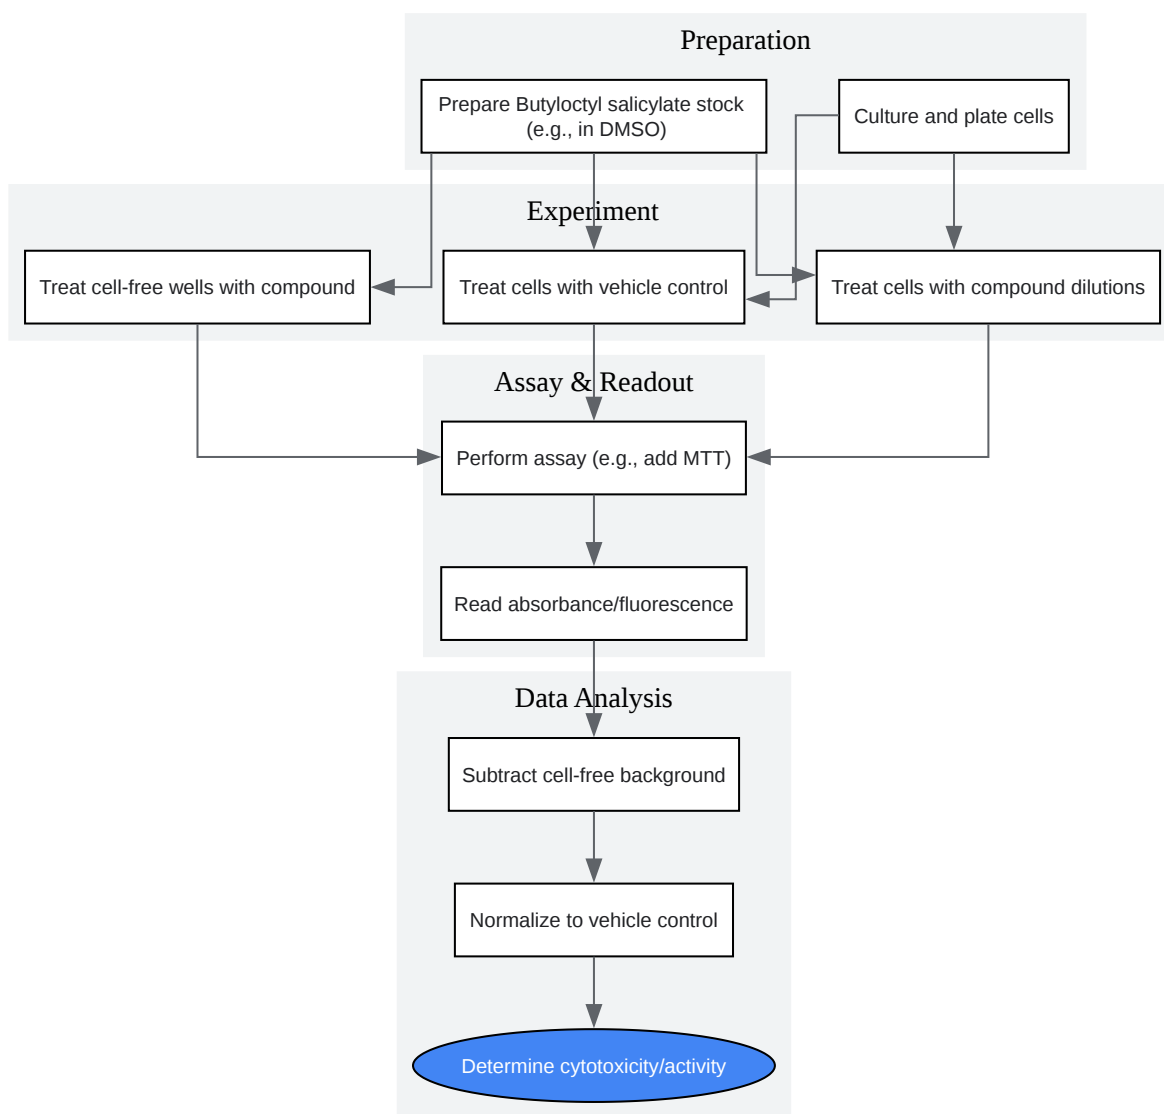 Preparation
Prepare Butyloctyl salicylate stock
(e.g., in DMSO)
Culture and plate cells
Experiment
Treat cell-free wells with compound
Treat cells with vehicle control
Treat cells with compound dilutions
Assay & Readout
Perform assay (e.g., add MTT)
Read absorbance/fluorescence
Data Analysis
Subtract cell-free background
Normalize to vehicle control
Determine cytotoxicity/activity